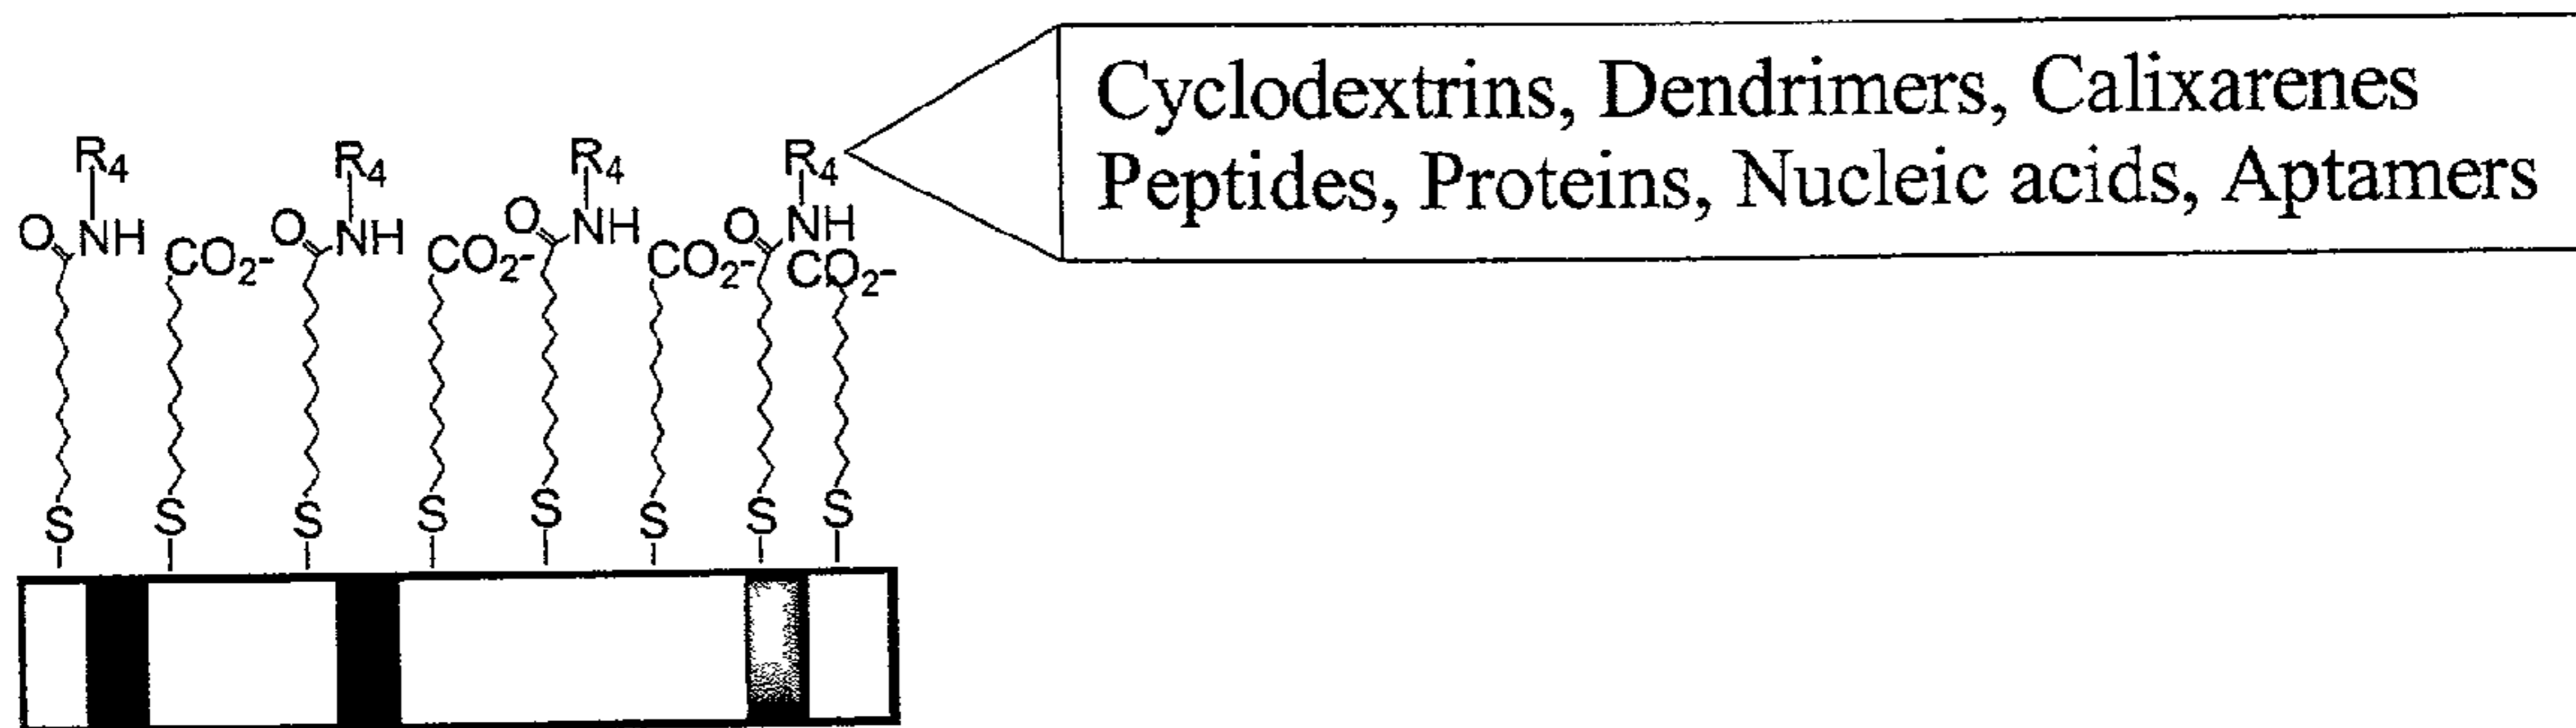 Cyclodextrins, Dendrimers, Calixarenes
Peptides, Proteins, Nucleic acids, Aptamers
R₄ R₄ R₄ R₄
O NH CO₂- O NH CO₂- O NH CO₂- O NH CO₂-
S S S S S S S S